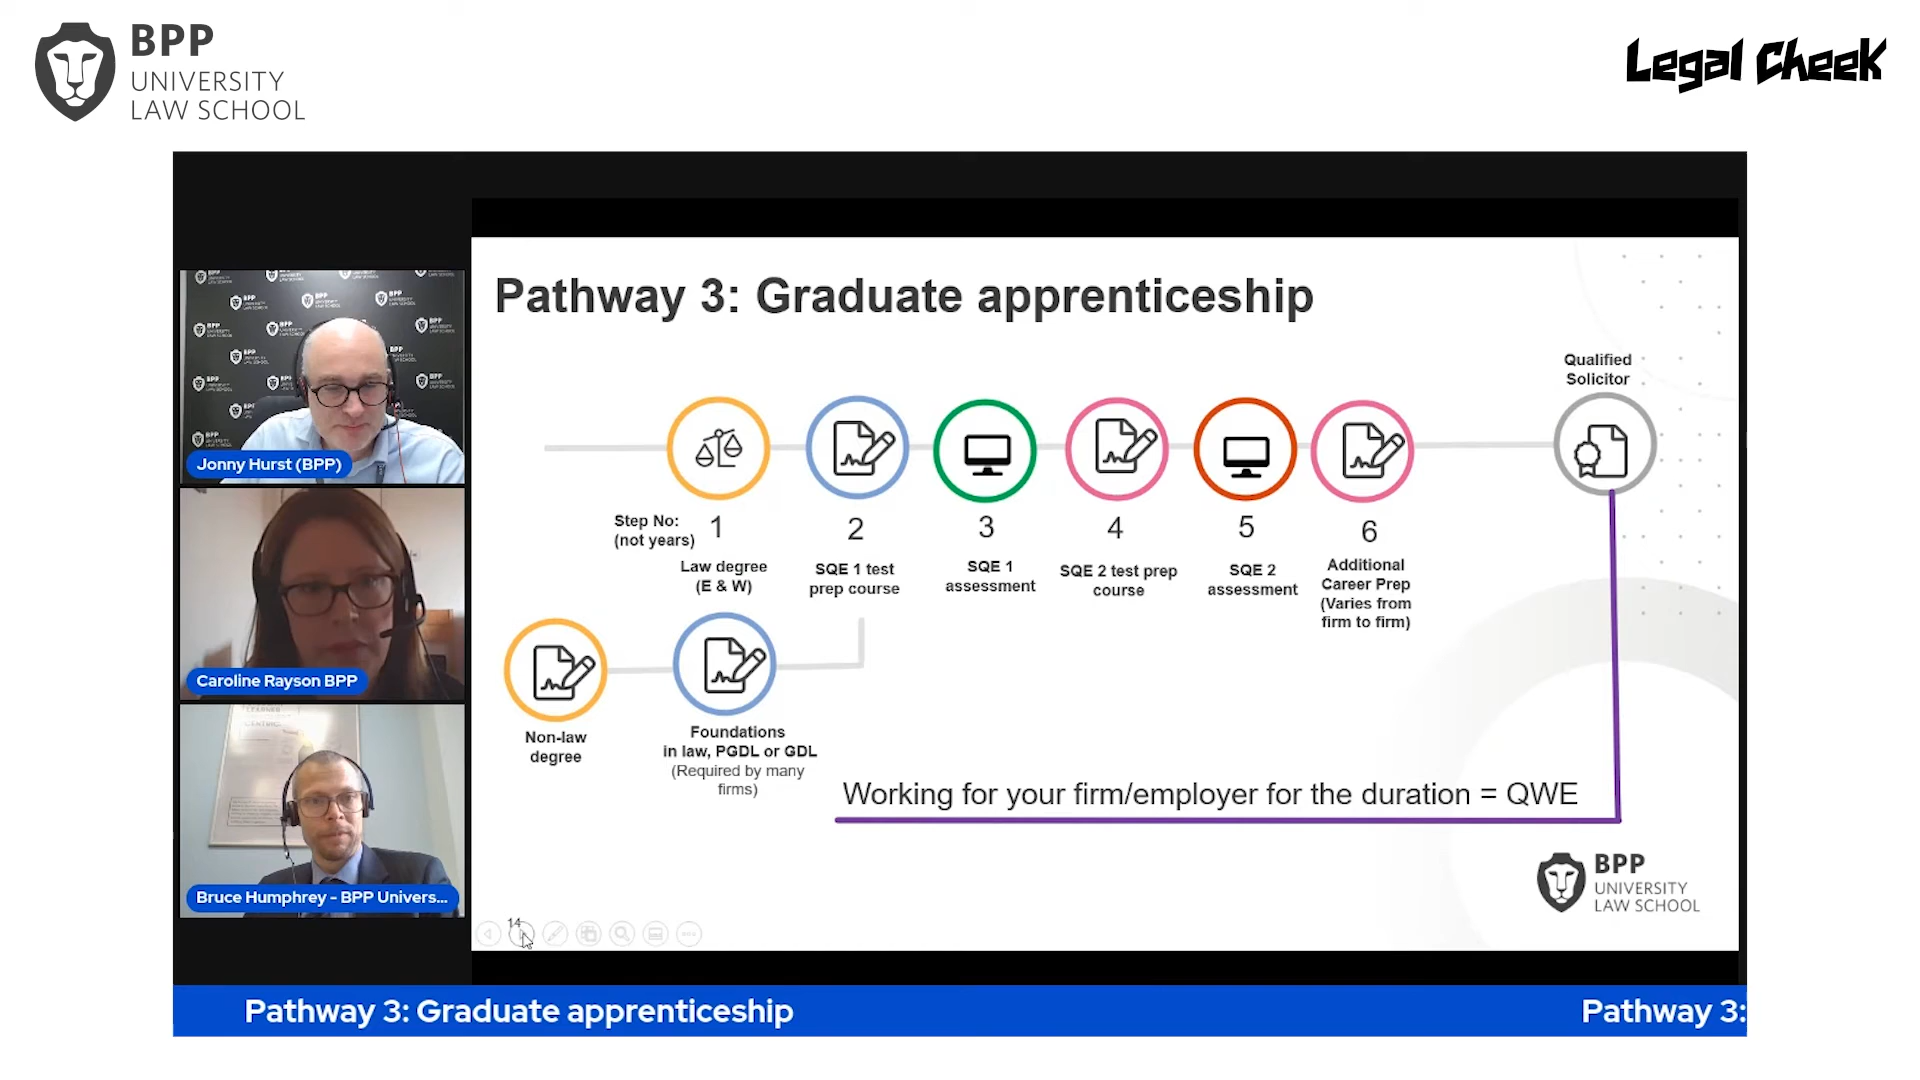 BPP
UNIVERSITY
LAW SCHOOL
Legal Cheek
Jonny Hurst (BPP)
Caroline Rayson BPP
Bruce Humphrey - BPP Univers...
Pathway 3: Graduate apprenticeship
Qualified
Solicitor
Step No:
(not years)
1
2
3
4
5
6
Law degree
(E & W)
SQE 1 test
prep course
SQE 1
assessment
SQE 2 test prep
course
SQE 2
assessment
Additional
Career Prep
(Varies from
firm to firm)
Non-law
degree
Foundations
in law, PGDL or GDL
(Required by many
firms)
Working for your firm/employer for the duration = QWE
BPP
UNIVERSITY
LAW SCHOOL
14
Pathway 3: Graduate apprenticeship
Pathway 3: